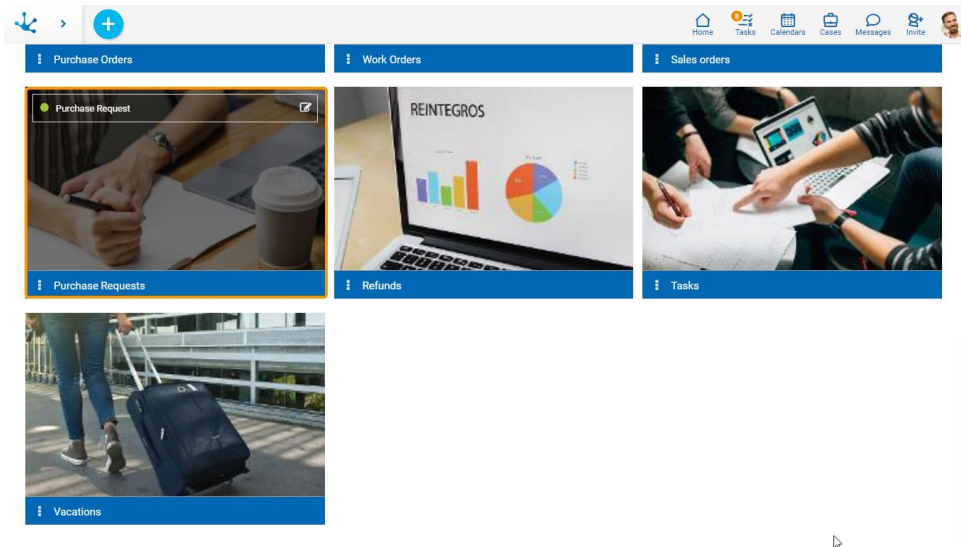 8
Home Tasks Calendars Cases Messages Invite
Purchase Orders Work Orders Sales orders
Purchase Request
REINTEGROS
Purchase Requests Refunds Tasks
Vacations